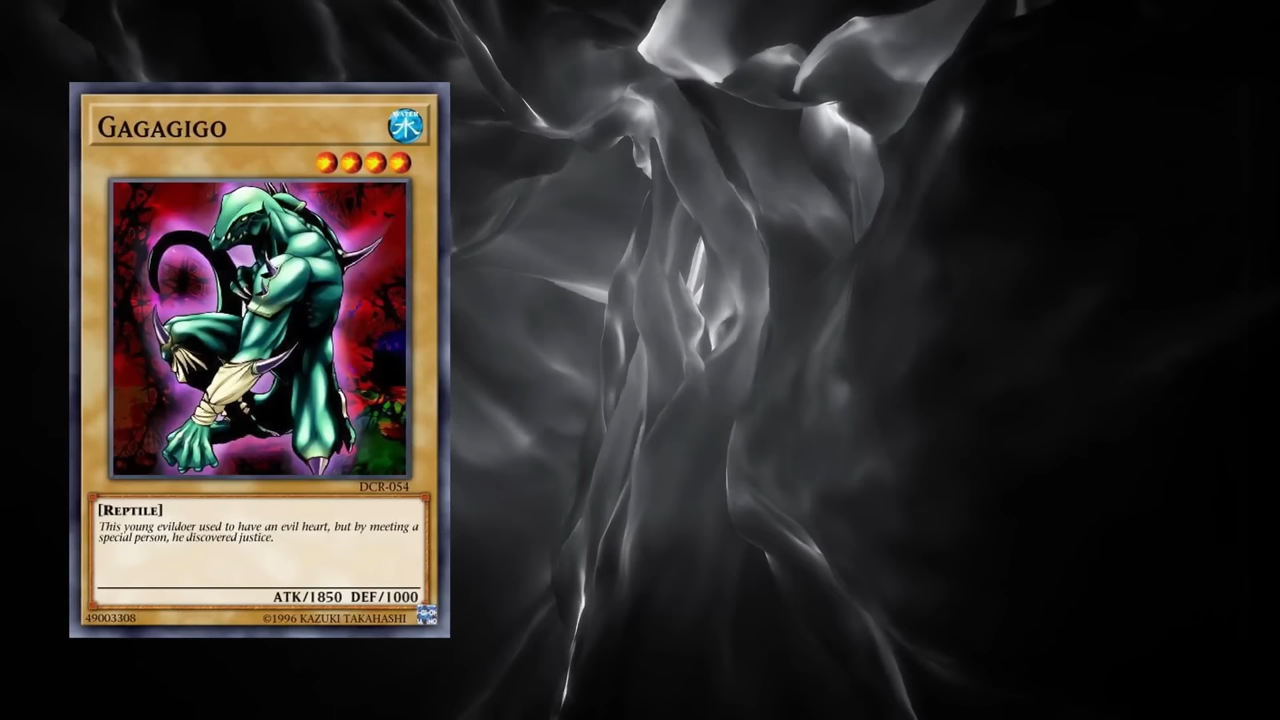 GAGAGIGO
WATER
水
DCR-054
[REPTILE]
This young evildoer used to have an evil heart, but by meeting a
special person, he discovered justice.
ATK/1850 DEF/1000
49003308
©1996 KAZUKI TAKAHASHI